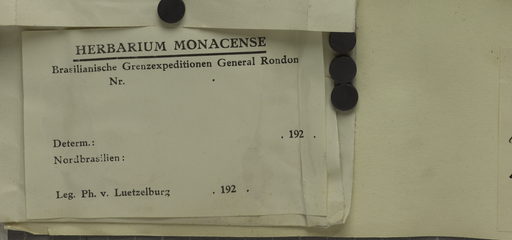 HERBARIUM MONACENSE
Brasilianische Grenzexpeditionen General Rondon
Nr. .
. 192 .
Determ.:
Nordbrasilien:
Leg. Ph. v. Luetzelburg . 192 .